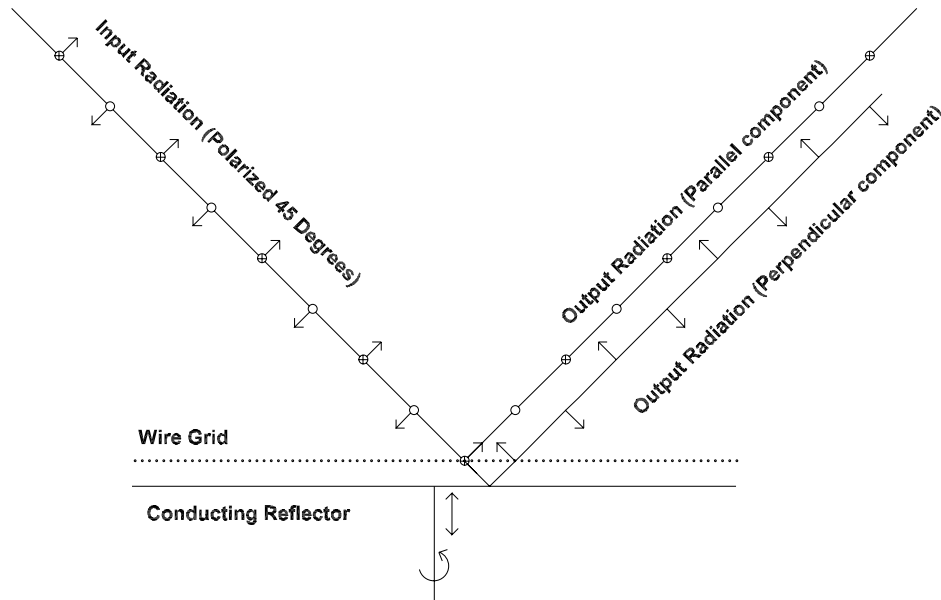 Input Radiation (Polarized 45 Degrees)
Output Radiation (Parallel component)
Output Radiation (Perpendicular component)
Wire Grid
Conducting Reflector